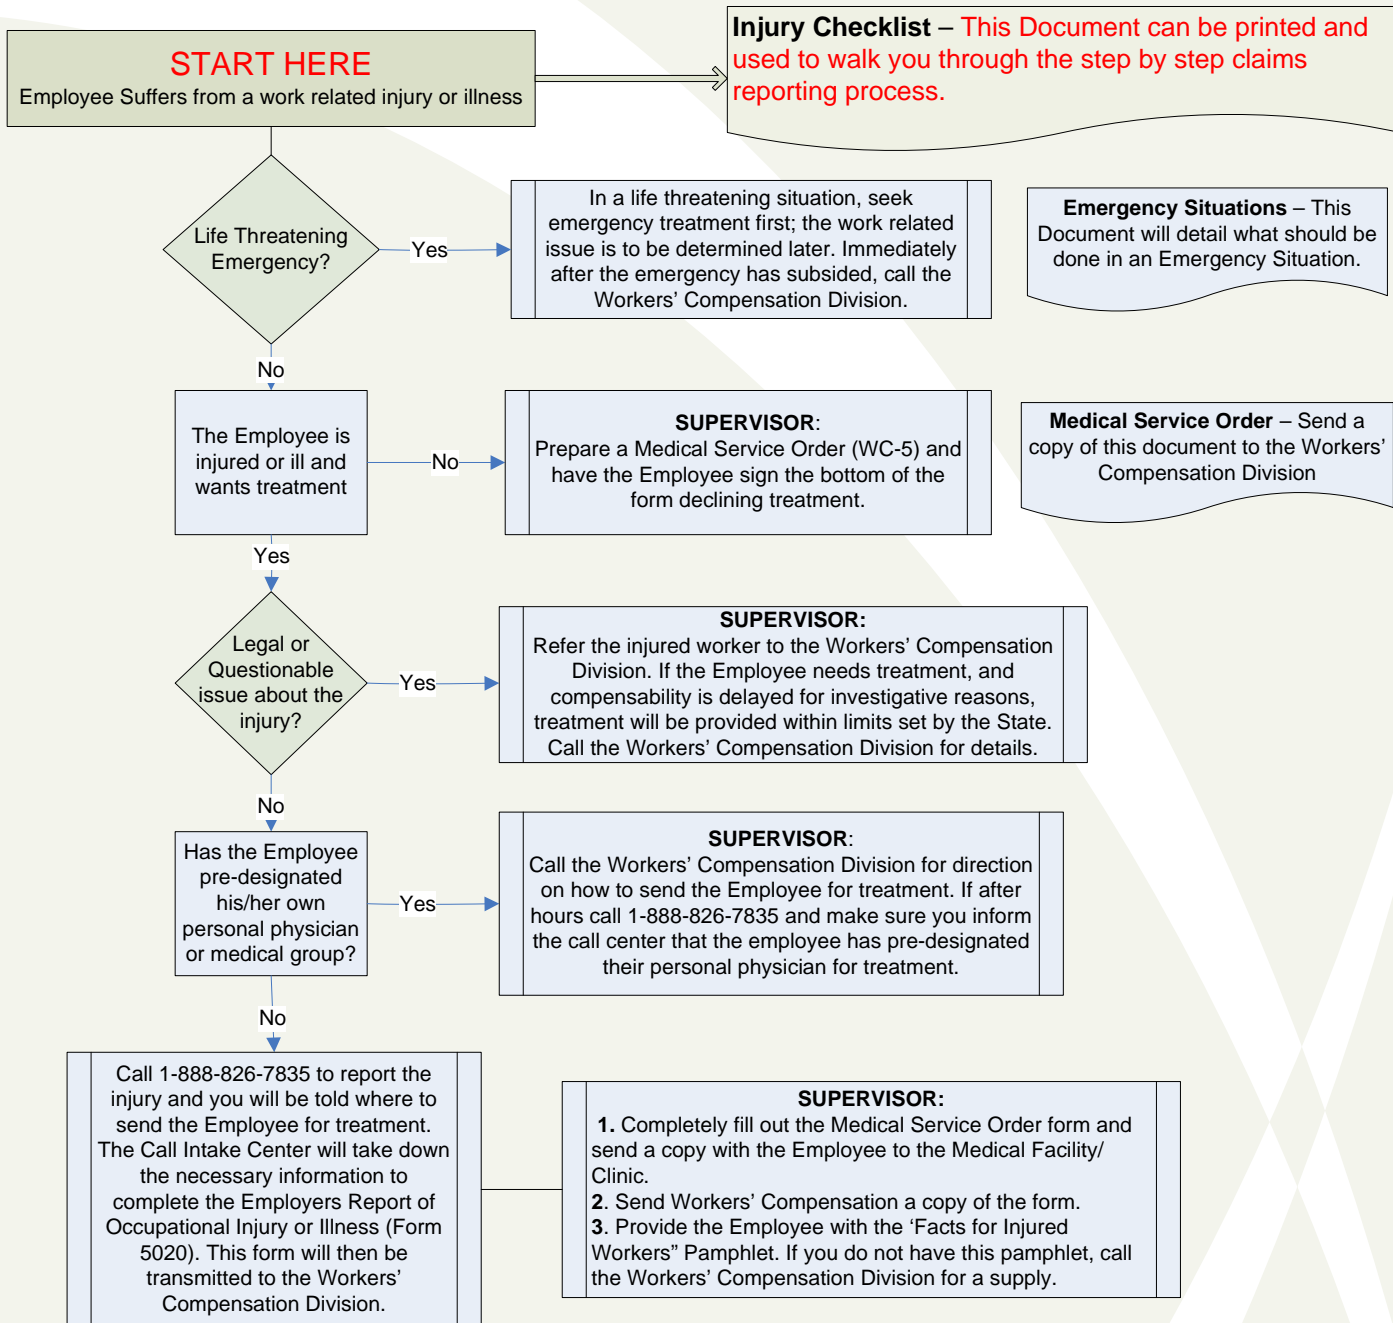 START HERE
Employee Suffers from a work related injury or illness
Injury Checklist – This Document can be printed and
used to walk you through the step by step claims
reporting process.
Life Threatening
Emergency?
Yes
In a life threatening situation, seek
emergency treatment first; the work related
issue is to be determined later. Immediately
after the emergency has subsided, call the
Workers’ Compensation Division.
Emergency Situations – This
Document will detail what should be
done in an Emergency Situation.
No
The Employee is
injured or ill and
wants treatment
No
SUPERVISOR:
Prepare a Medical Service Order (WC-5) and
have the Employee sign the bottom of the
form declining treatment.
Medical Service Order – Send a
copy of this document to the Workers’
Compensation Division
Yes
Legal or
Questionable
issue about the
injury?
Yes
SUPERVISOR:
Refer the injured worker to the Workers’ Compensation
Division. If the Employee needs treatment, and
compensability is delayed for investigative reasons,
treatment will be provided within limits set by the State.
Call the Workers’ Compensation Division for details.
No
Has the Employee
pre-designated
his/her own
personal physician
or medical group?
Yes
SUPERVISOR:
Call the Workers’ Compensation Division for direction
on how to send the Employee for treatment. If after
hours call 1-888-826-7835 and make sure you inform
the call center that the employee has pre-designated
their personal physician for treatment.
No
Call 1-888-826-7835 to report the
injury and you will be told where to
send the Employee for treatment.
The Call Intake Center will take down
the necessary information to
complete the Employers Report of
Occupational Injury or Illness (Form
5020). This form will then be
transmitted to the Workers’
Compensation Division.
SUPERVISOR:
1. Completely fill out the Medical Service Order form and
send a copy with the Employee to the Medical Facility/
Clinic.
2. Send Workers’ Compensation a copy of the form.
3. Provide the Employee with the ‘Facts for Injured
Workers” Pamphlet. If you do not have this pamphlet, call
the Workers’ Compensation Division for a supply.